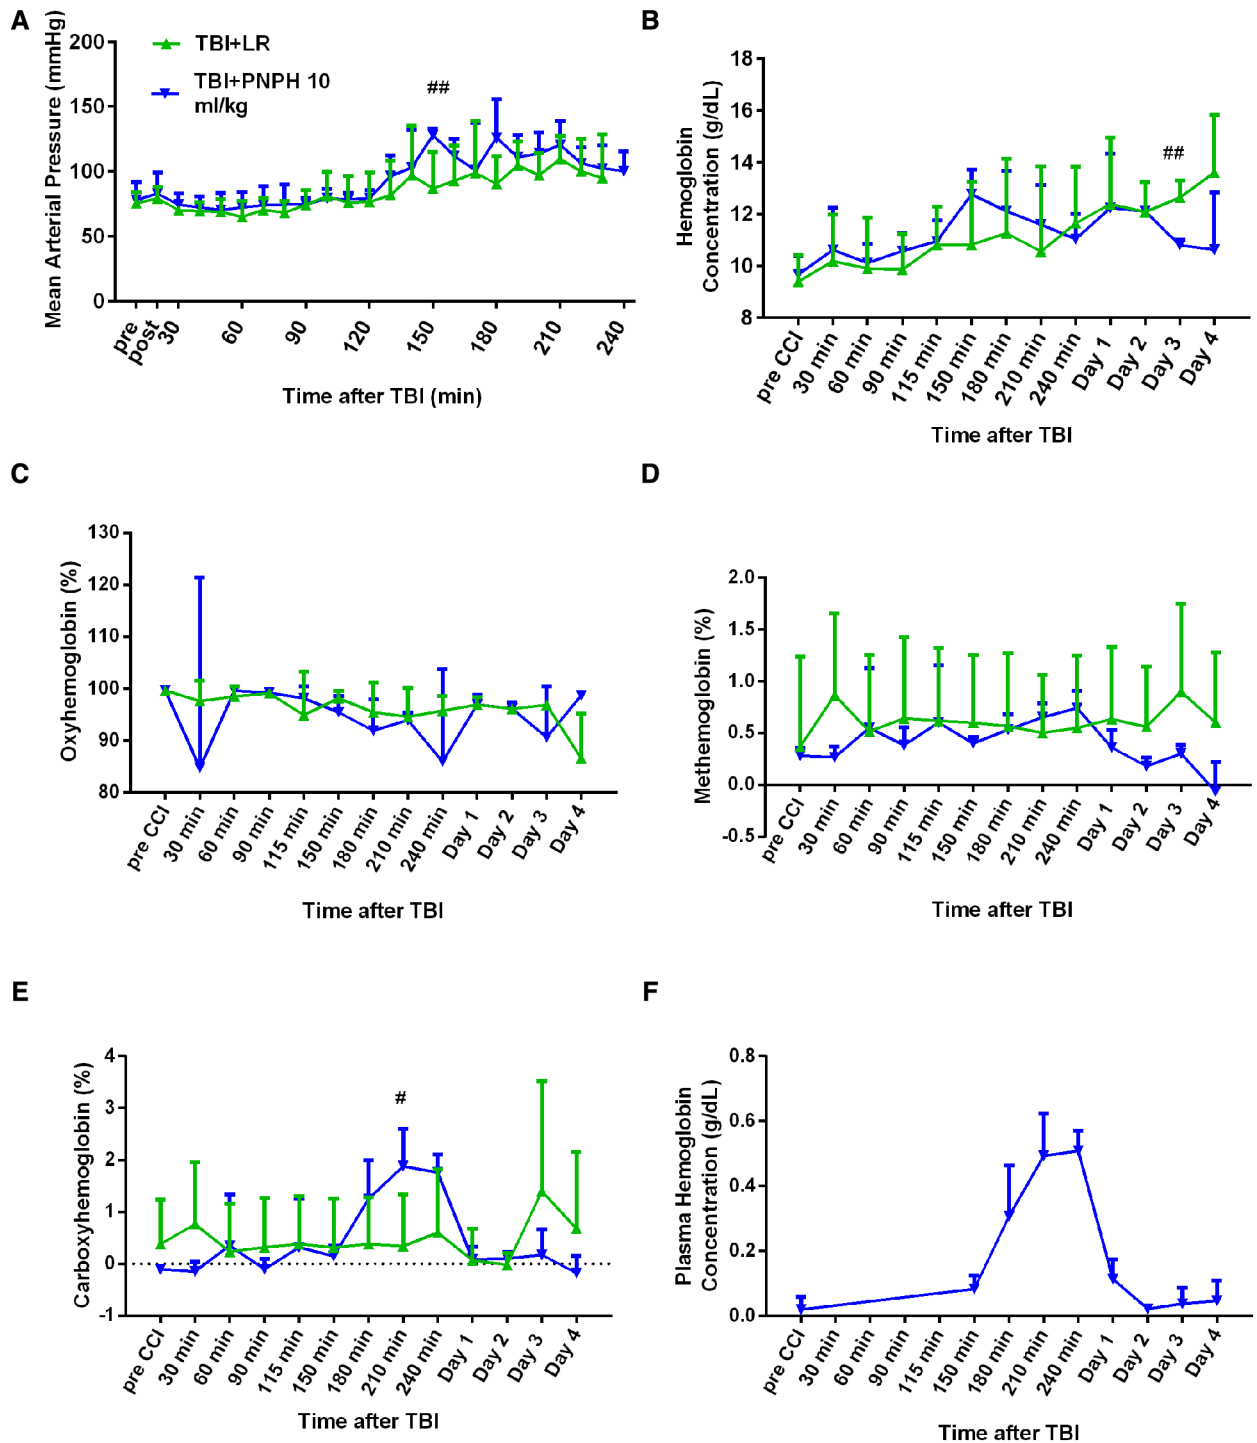 A
Mean Arterial Pressure (mmHg)
200
150
100
50
0
TBI+LR
TBI+PNPH 10
ml/kg
##
pre
post
30
60
90
120
150
180
210
240
Time after TBI (min)
B
Hemoglobin
Concentration (g/dL)
18
16
14
12
10
8
##
pre CCI
30 min
60 min
90 min
115 min
150 min
180 min
210 min
240 min
Day 1
Day 2
Day 3
Day 4
Time after TBI
C
Oxyhemoglobin (%)
130
120
110
100
90
80
pre CCI
30 min
60 min
90 min
115 min
150 min
180 min
210 min
240 min
Day 1
Day 2
Day 3
Day 4
Time after TBI
D
Methemoglobin (%)
2.0
1.5
1.0
0.5
0.0
-0.5
pre CCI
30 min
60 min
90 min
115 min
150 min
180 min
210 min
240 min
Day 1
Day 2
Day 3
Day 4
Time after TBI
E
Carboxyhemoglobin (%)
4
3
2
1
0
-1
#
pre CCI
30 min
60 min
90 min
115 min
150 min
180 min
210 min
240 min
Day 1
Day 2
Day 3
Day 4
Time after TBI
F
Plasma Hemoglobin
Concentration (g/dL)
0.8
0.6
0.4
0.2
0.0
pre CCI
30 min
60 min
90 min
115 min
150 min
180 min
210 min
240 min
Day 1
Day 2
Day 3
Day 4
Time after TBI